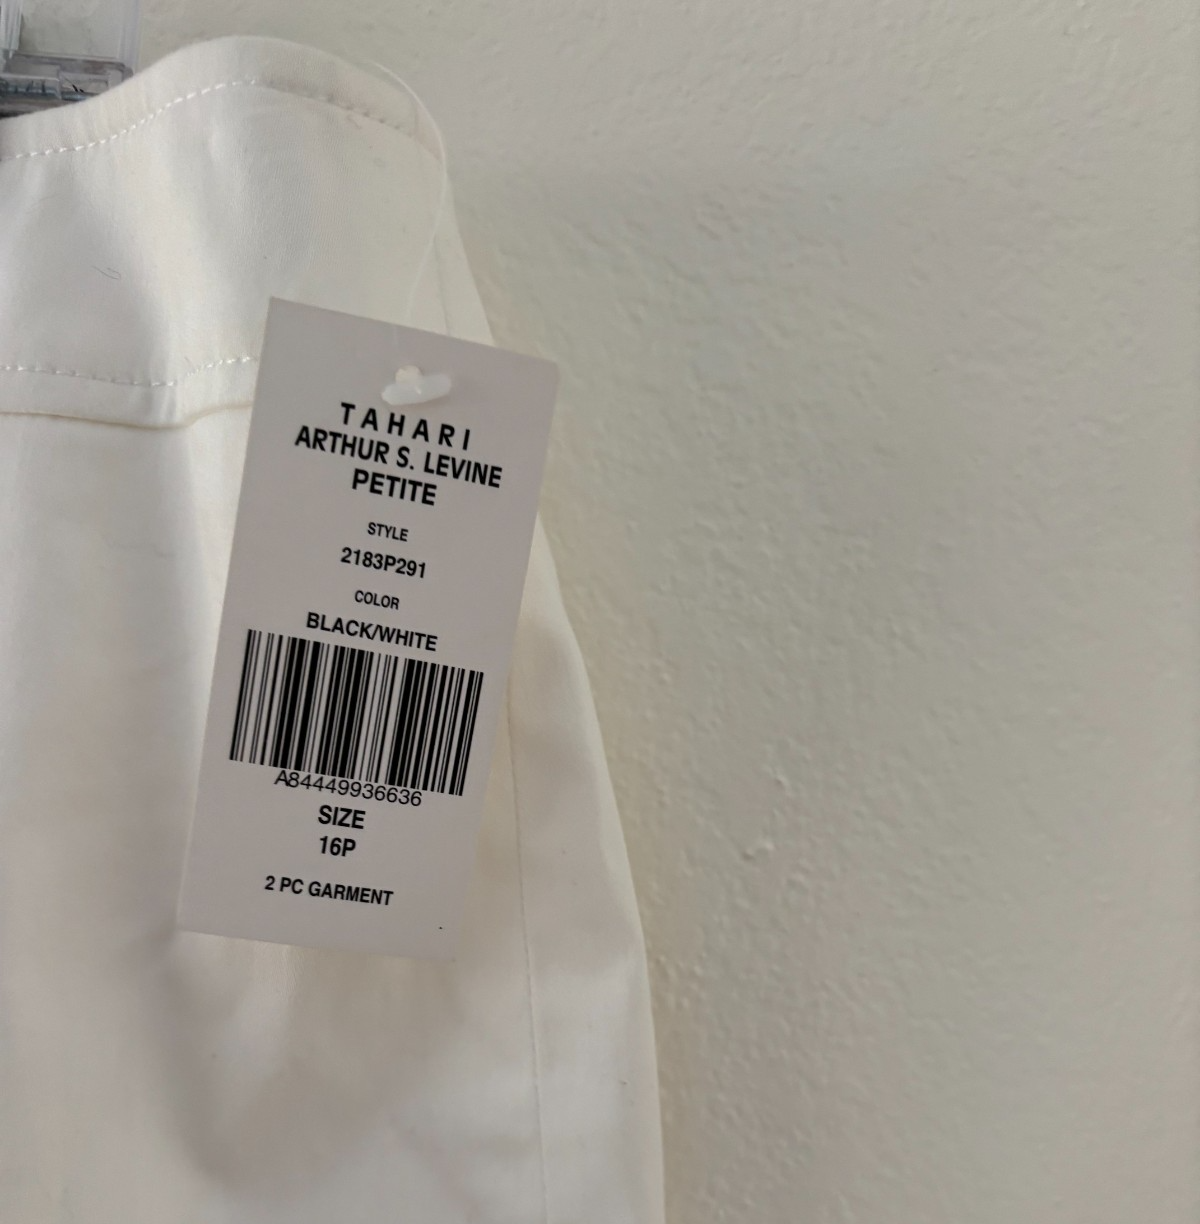 TAHARI
ARTHUR S. LEVINE
PETITE
STYLE
2183P291
COLOR
BLACK/WHITE
A84449936636
SIZE
16P
2 PC GARMENT